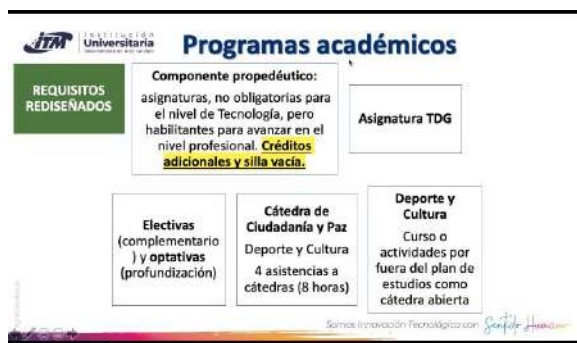 ITM
Institución
Universitaria
Programas académicos
REQUISITOS
REDISEÑADOS
Componente propedéutico:
asignaturas, no obligatorias para
el nivel de Tecnología, pero
habilitantes para avanzar en el
nivel profesional. Créditos
adicionales y silla vacía.
Asignatura TDG
Electivas
(complementario
) y optativas
(profundización)
Cátedra de
Ciudadanía y Paz
Deporte y Cultura
4 asistencias a
cátedras (8 horas)
Deporte y
Cultura
Curso o
actividades por
fuera del plan de
estudios como
cátedra abierta
Somos Innovación Tecnológica con Sentido Humano